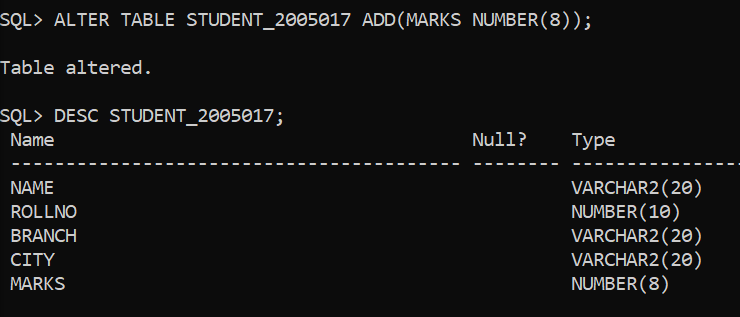 SQL> ALTER TABLE STUDENT_2005017 ADD(MARKS NUMBER(8));
Table altered.
SQL> DESC STUDENT_2005017;
Name Null? Type
----------------------------------------- -------- ----------------
NAME VARCHAR2(20)
ROLLNO NUMBER(10)
BRANCH VARCHAR2(20)
CITY VARCHAR2(20)
MARKS NUMBER(8)